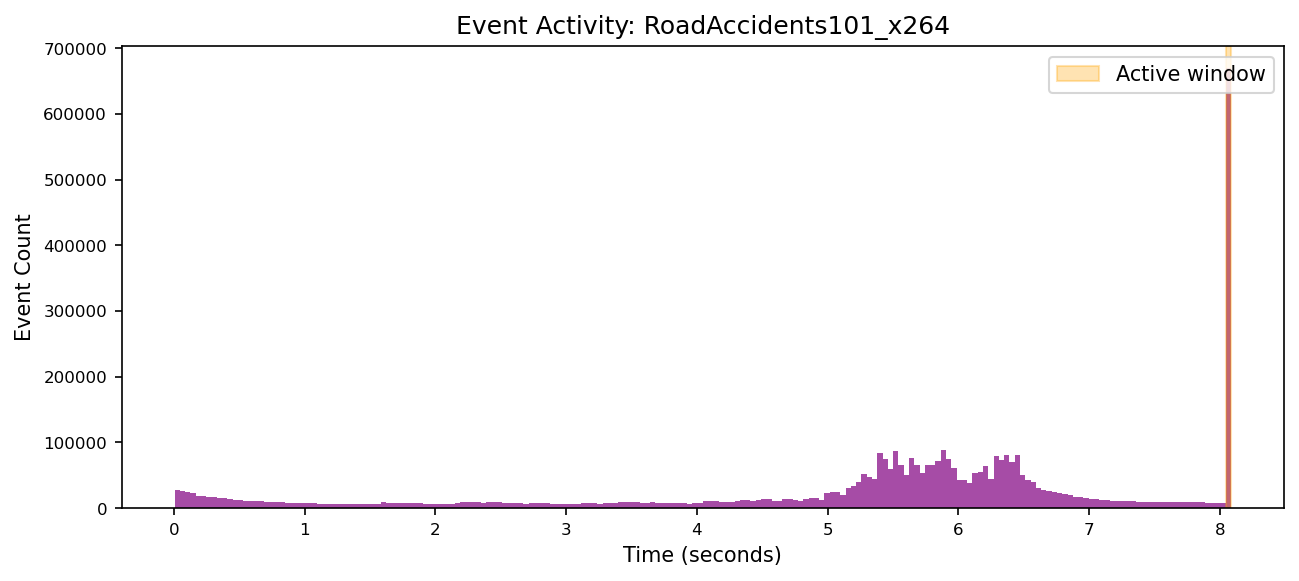 Event Activity: RoadAccidents101_x264
Active window
700000
600000
500000
400000
300000
200000
100000
0
Event Count
0 1 2 3 4 5 6 7 8
Time (seconds)